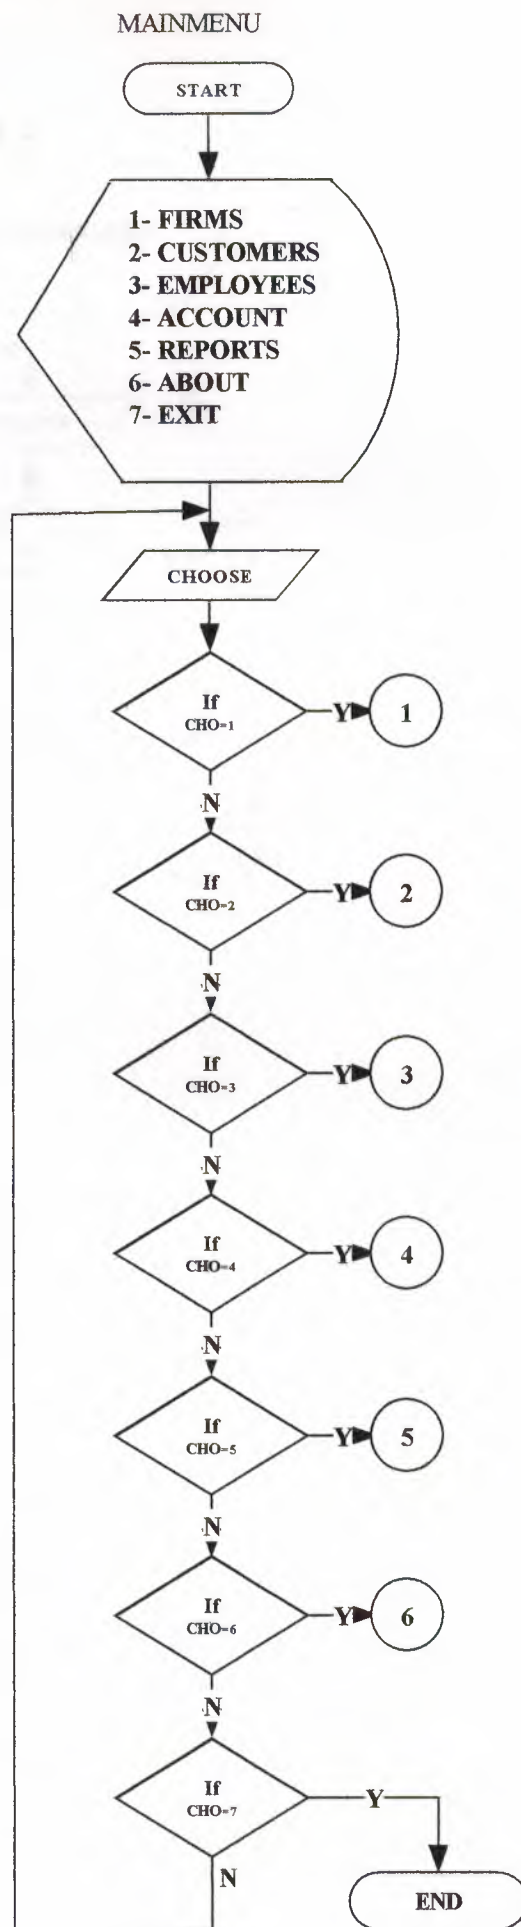 MAINMENU
START
1- FIRMS
2- CUSTOMERS
3- EMPLOYEES
4- ACCOUNT
5- REPORTS
6- ABOUT
7- EXIT
CHOOSE
If
CHO=1
Y
1
N
If
CHO=2
Y
2
N
If
CHO=3
Y
3
N
If
CHO=4
Y
4
N
If
CHO=5
Y
5
N
If
CHO=6
Y
6
N
If
CHO=7
Y
N
END